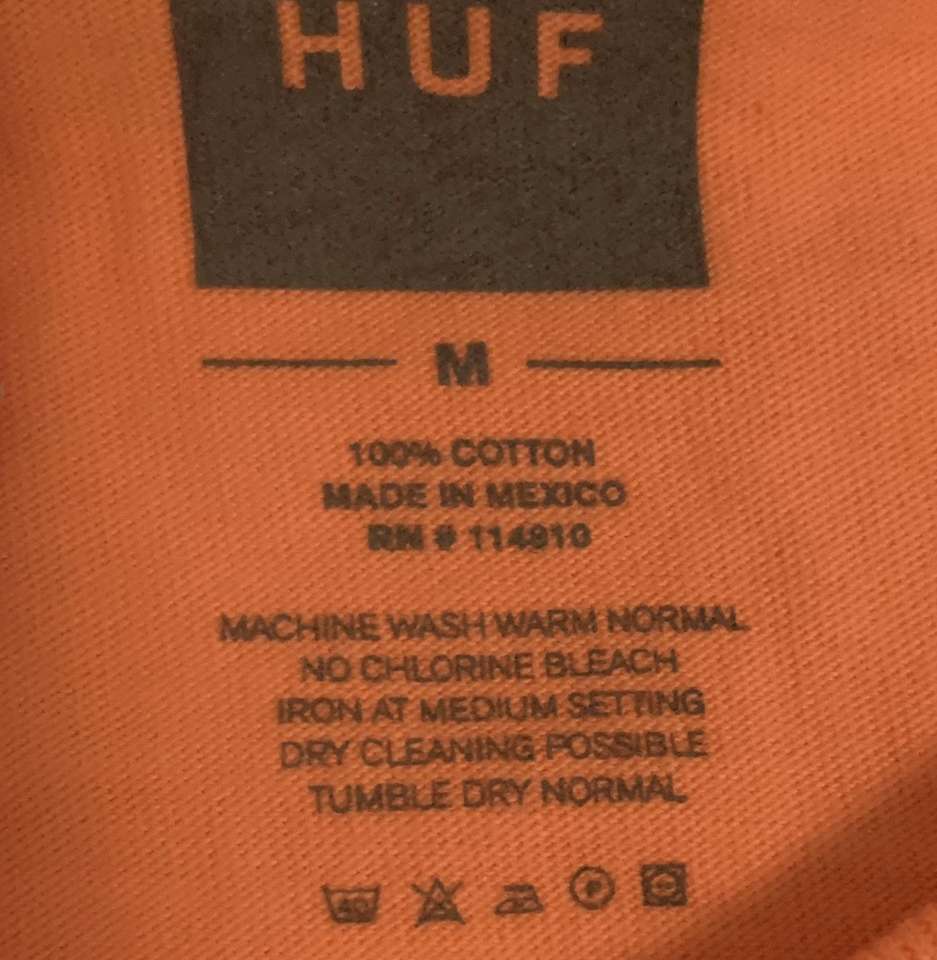 HUF
M
100% COTTON
MADE IN MEXICO
RN # 114910
MACHINE WASH WARM NORMAL
NO CHLORINE BLEACH
IRON AT MEDIUM SETTING
DRY CLEANING POSSIBLE
TUMBLE DRY NORMAL
40 P